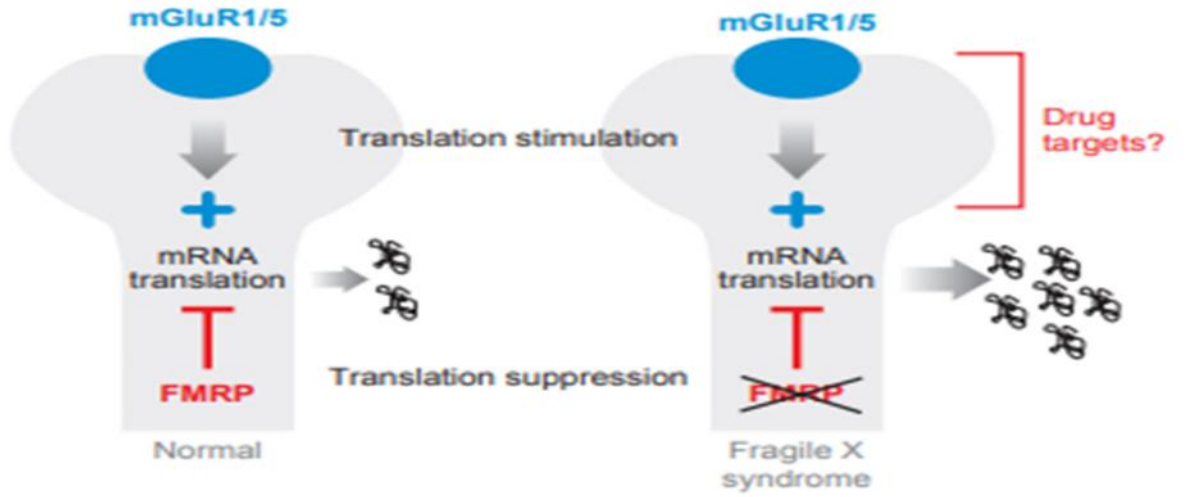 mGluR1/5
mGluR1/5
Translation stimulation
Drug
targets?
mRNA
translation
mRNA
translation
Translation suppression
FMRP
FMRP
Normal
Fragile X
syndrome